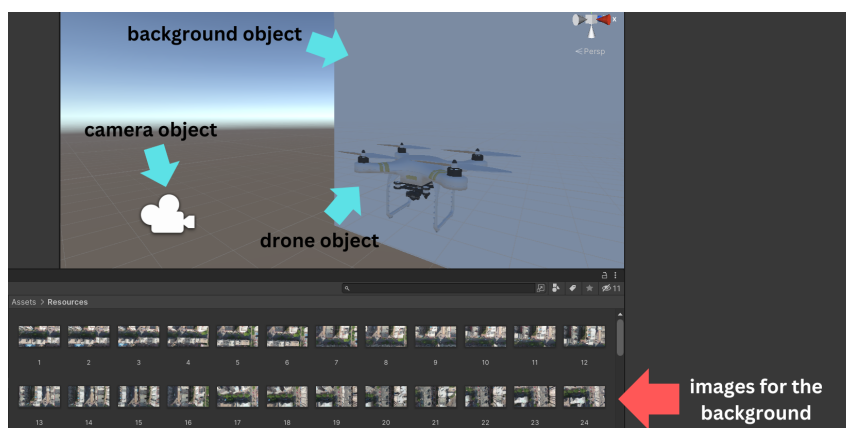 background object
x
<Persp
camera object
drone object
11
Assets > Resources
1 2 3 4 5 6 7 8 9 10 11 12
images for the
background
13 14 15 16 17 18 19 20 21 22 23 24